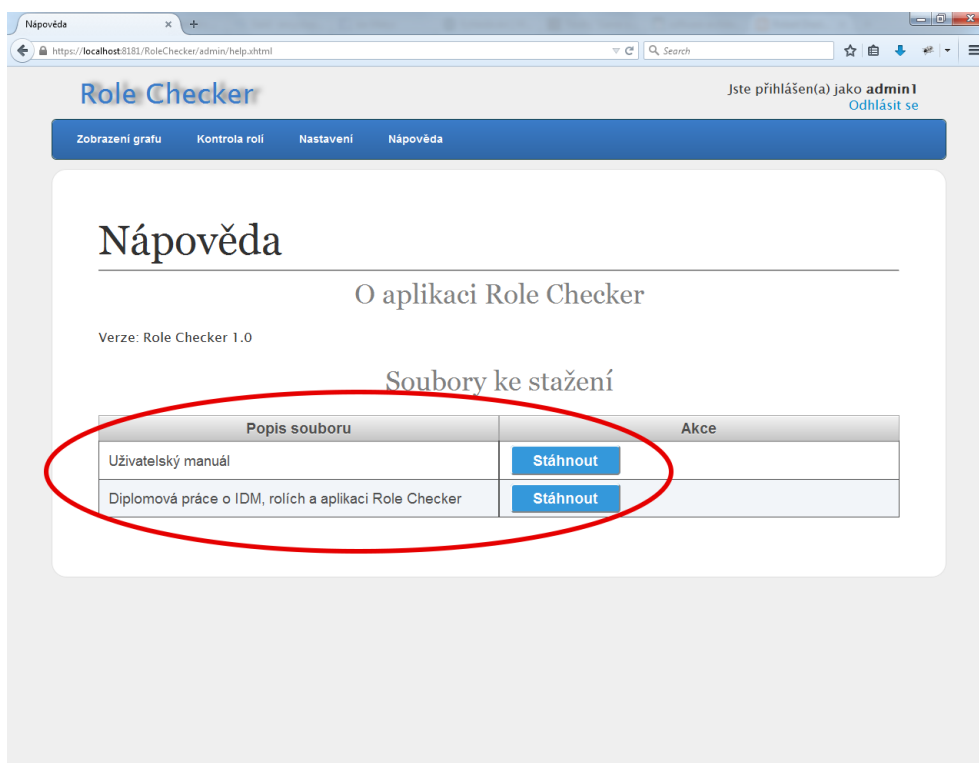 Nápověda
https://localhost:8181/RoleChecker/admin/help.xhtml
Search
Role Checker
Jste přihlášen(a) jako admin1
Odhlásit se
Zobrazení grafu Kontrola rolí Nastavení Nápověda
Nápověda
O aplikaci Role Checker
Verze: Role Checker 1.0
Soubory ke stažení
Popis souboru Akce
Uživatelský manuál Stáhnout
Diplomová práce o IDM, rolích a aplikaci Role Checker Stáhnout